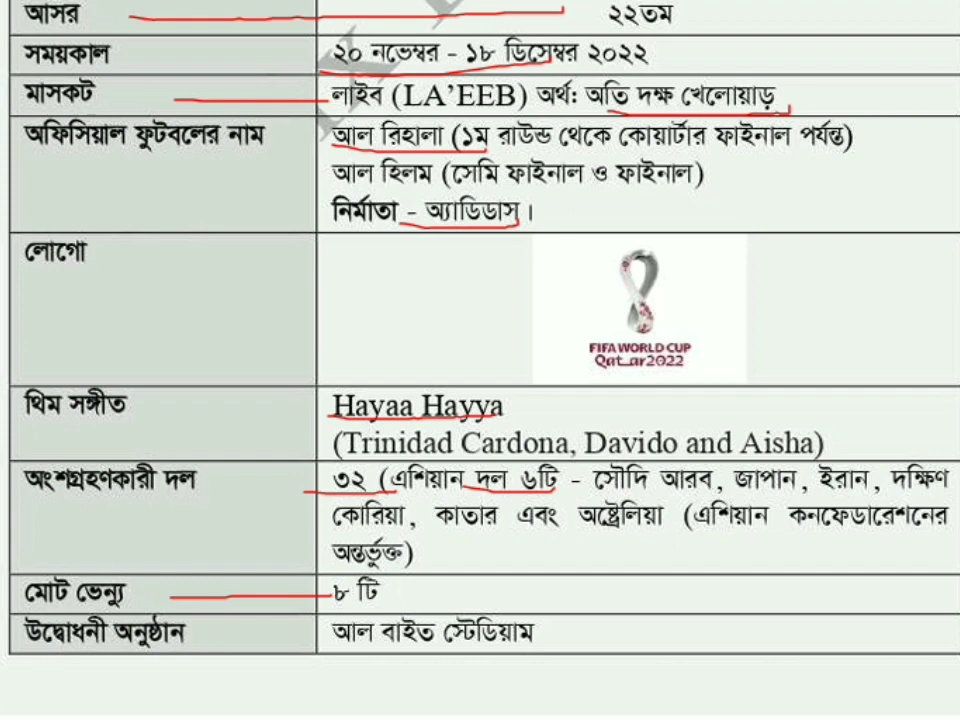 আসর ২২তম
সময়কাল ২০ নভেম্বর - ১৮ ডিসেম্বর ২০২২
মাসকট লাইব (LA'EEB) অর্থ: অতি দক্ষ খেলোয়াড়
অফিসিয়াল ফুটবলের নাম আল রিহালা (১ম রাউন্ড থেকে কোয়ার্টার ফাইনাল পর্যন্ত)
আল হিলম (সেমি ফাইনাল ও ফাইনাল)
নির্মাতা - অ্যাডিডাস।
লোগো
FIFA WORLD CUP
Qatar2022
থিম সঙ্গীত Hayaa Hayya
(Trinidad Cardona, Davido and Aisha)
অংশগ্রহণকারী দল ৩২ (এশিয়ান দল ৬টি - সৌদি আরব, জাপান, ইরান, দক্ষিণ
কোরিয়া, কাতার এবং অষ্ট্রেলিয়া (এশিয়ান কনফেডারেশনের
অন্তর্ভুক্ত)
মোট ভেন্যু ৮ টি
উদ্বোধনী অনুষ্ঠান আল বাইত স্টেডিয়াম